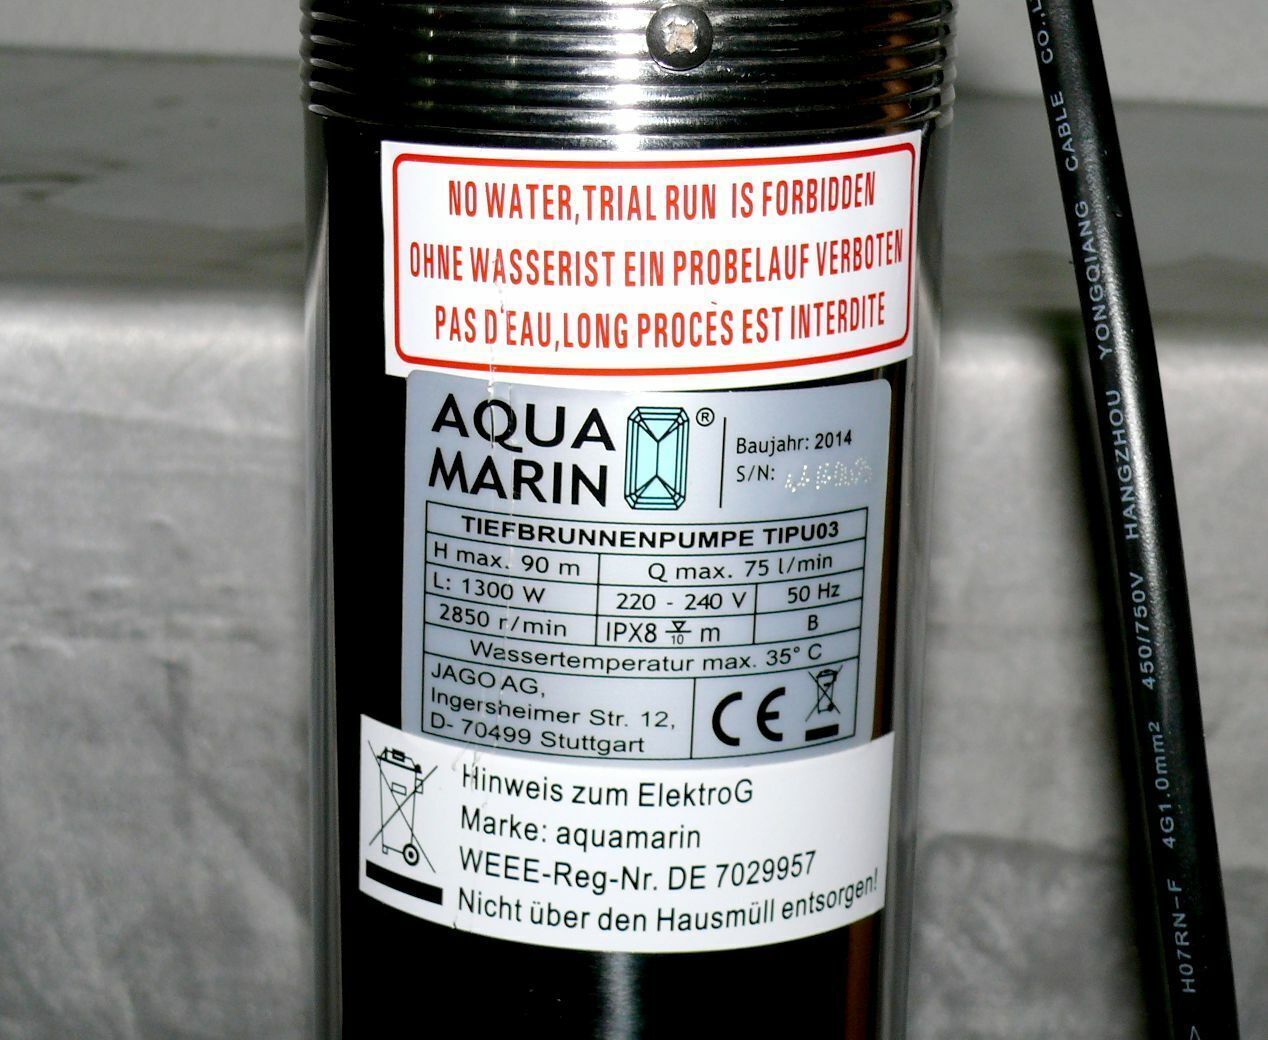 NO WATER,TRIAL RUN IS FORBIDDEN
OHNE WASSERIST EIN PROBELAUF VERBOTEN
PAS D'EAU,LONG PROCÈS EST INTERDITE
AQUA
MARIN
®
Baujahr: 2014
S/N:
TIEFBRUNNENPUMPE TIPU03
H max. 90 m Q max. 75 l/min
L: 1300 W 220 - 240 V 50 Hz
2850 r/min IPX8 10 m B
Wassertemperatur max. 35° C
JAGO AG,
Ingersheimer Str. 12,
D- 70499 Stuttgart
CE
Hinweis zum ElektroG
Marke: aquamarin
WEEE-Reg-Nr. DE 7029957
Nicht über den Hausmüll entsorgen!
H07RN-F 4G1.0mm2 450/750V HANGZHOU YONGQIANG CABLE CO.,L